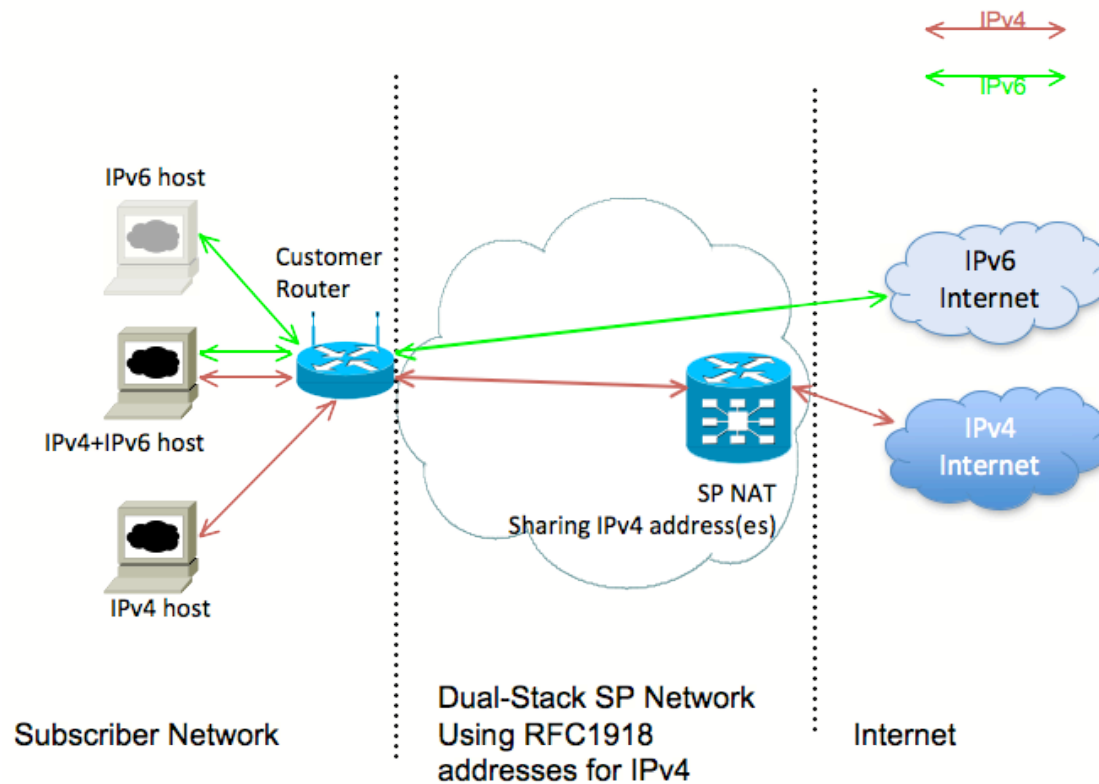 IPv4
IPv6
IPv6 host
Customer
Router
IPv6
Internet
IPv4+IPv6 host
IPv4
Internet
SP NAT
Sharing IPv4 address(es)
IPv4 host
Subscriber Network
Dual-Stack SP Network
Using RFC1918
addresses for IPv4
Internet